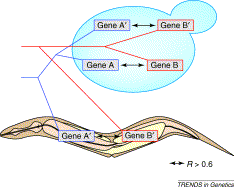 Gene A′ Gene B′
Gene A Gene B
Gene A′ Gene B′
R > 0.6
TRENDS in Genetics